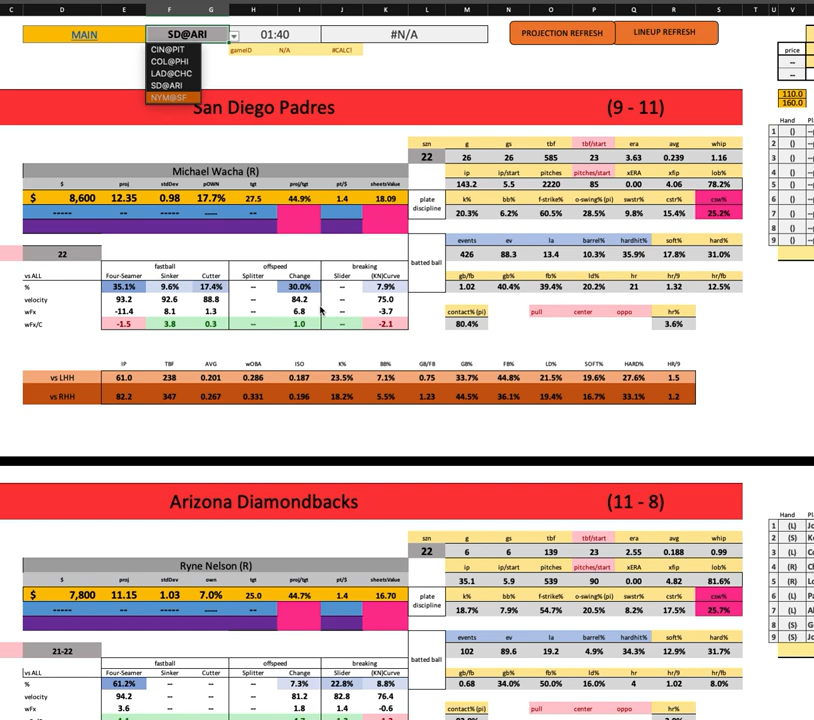 C D E F G H I J K L M N O P Q R S T U V
MAIN SD@ARI 01:40 #N/A PROJECTION REFRESH LINEUP REFRESH
CIN@PIT gameID N/A #CALC! price
COL@PHI --
LAD@CHC --
SD@ARI 110.0
NYM@SF 160.0
San Diego Padres (9 - 11)
Hand Pl
szn g gs tbf tbf/start era avg whip
22 26 26 585 23 3.63 0.239 1.16
Michael Wacha (R) ip ip/start pitches pitches/start xERA xfip lob%
$ proj stdDev pOWN tgt proj/tgt pt/$ sheetsValue 143.2 5.5 2220 85 0.00 4.06 78.2%
$ 8,600 12.35 0.98 17.7% 27.5 44.9% 1.4 18.09 plate discipline k% bb% f-strike% o-swing% (pi) swstr% c-str% csw%
----- -- ---- -- 20.3% 6.2% 60.5% 28.5% 9.8% 15.4% 25.2%
1 () --
2 () --
3 () --
4 () --
5 () --
6 () --
7 () --
8 () --
9 () --
22 batted ball events ev la barrel% hardhit% soft% hard%
426 88.3 13.4 10.3% 35.9% 17.8% 31.0%
fastball offspeed breaking
vs ALL Four-Seamer Sinker Cutter Splitter Change Slider (KN)Curve gb/fb gb% fb% ld% hr hr/9 hr/fb
% 35.1% 9.6% 17.4% -- 30.0% -- 7.9% 1.02 40.4% 39.4% 20.2% 21 1.32 12.5%
velocity 93.2 92.6 88.8 -- 84.2 -- 75.0
wFx -11.4 8.1 1.3 -- 6.8 -- -3.7 contact% (pi) pull center oppo hr%
wFx/C -1.5 3.8 0.3 -- 1.0 -- -2.1 80.4% 3.6%
IP TBF AVG wOBA ISO K% BB% GB/FB GB% FB% LD% SOFT% HARD% HR/9
vs LHH 61.0 238 0.201 0.286 0.187 23.5% 7.1% 0.75 33.7% 44.8% 21.5% 19.6% 27.6% 1.5
vs RHH 82.2 347 0.267 0.331 0.196 18.2% 5.5% 1.23 44.5% 36.1% 19.4% 16.7% 33.1% 1.2
Arizona Diamondbacks (11 - 8)
Hand Pl
szn g gs tbf tbf/start era avg whip
22 6 6 139 23 2.55 0.188 0.99
Ryne Nelson (R) ip ip/start pitches pitches/start xERA xfip lob%
$ proj stdDev own tgt proj/tgt pt/$ sheetsValue 35.1 5.9 539 90 0.00 4.82 81.6%
$ 7,800 11.15 1.03 7.0% 25.0 44.7% 1.4 16.70 plate discipline k% bb% f-strike% o-swing% (pi) swstr% c-str% csw%
----- -- ---- -- 18.7% 7.9% 54.7% 20.5% 8.2% 17.5% 25.7%
1 (L) Jo
2 (S) Ke
3 (L) Co
4 (R) Ch
5 (R) Lo
6 (L) Pa
7 (L) Al
8 (S) G
9 (S) Jo
21-22 batted ball events ev la barrel% hardhit% soft% hard%
102 89.6 19.2 4.9% 34.3% 12.9% 31.7%
fastball offspeed breaking
vs ALL Four-Seamer Sinker Cutter Splitter Change Slider (KN)Curve gb/fb gb% fb% ld% hr hr/9 hr/fb
% 61.2% -- -- -- 7.3% 22.8% 8.8% 0.68 34.0% 50.0% 16.0% 4 1.02 8.0%
velocity 94.2 -- -- -- 81.2 82.8 76.4
wFx 3.6 -- -- -- 1.8 1.4 -0.6 contact% (pi) pull center oppo hr%